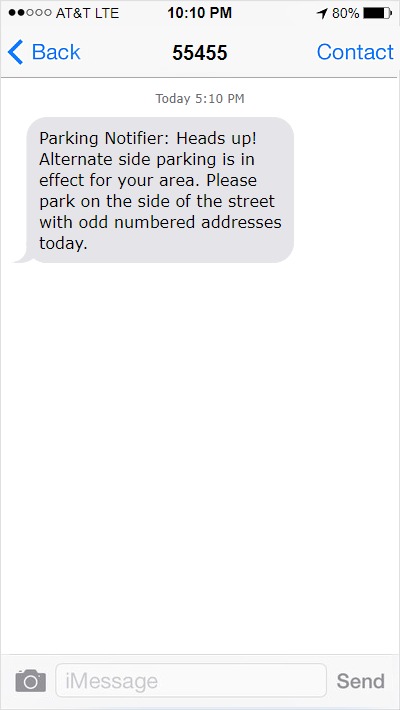 AT&T LTE 10:10 PM 80%
Back 55455 Contact
Today 5:10 PM
Parking Notifier: Heads up!
Alternate side parking is in
effect for your area. Please
park on the side of the street
with odd numbered addresses
today.
iMessage Send